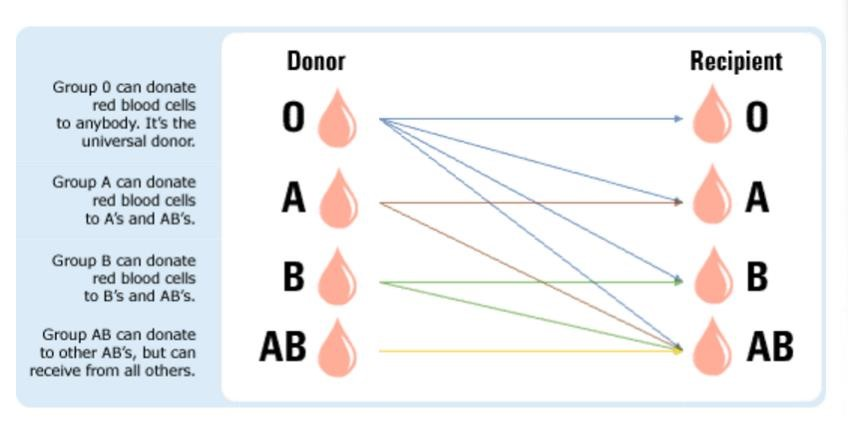 Donor
Recipient
Group 0 can donate
red blood cells
to anybody. It's the
universal donor.
O
O
Group A can donate
red blood cells
to A's and AB's.
A
A
Group B can donate
red blood cells
to B's and AB's.
B
B
Group AB can donate
to other AB's, but can
receive from all others.
AB
AB